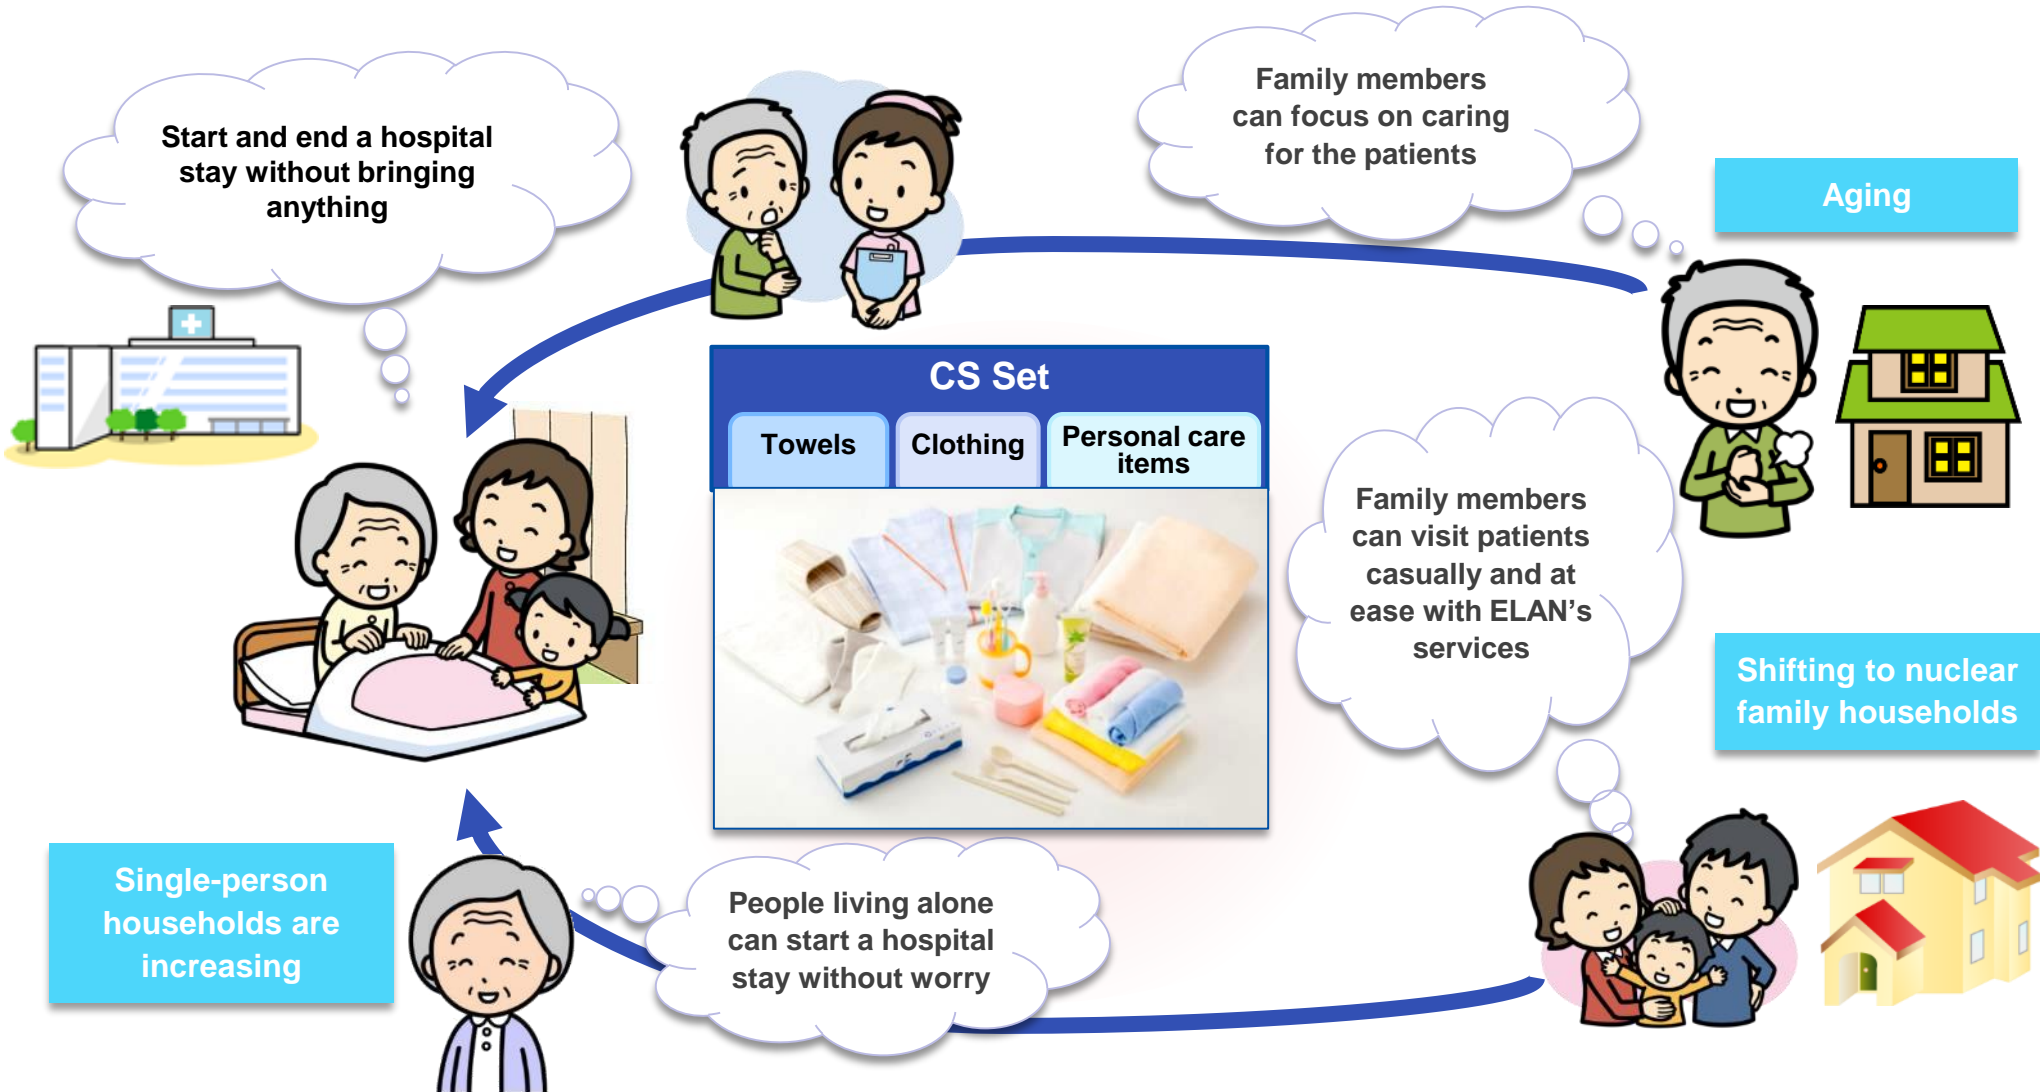 Start and end a hospital
stay without bringing
anything
Family members
can focus on caring
for the patients
Aging
CS Set
Towels
Clothing
Personal care
items
Family members
can visit patients
casually and at
ease with ELAN’s
services
Shifting to nuclear
family households
Single-person
households are
increasing
People living alone
can start a hospital
stay without worry